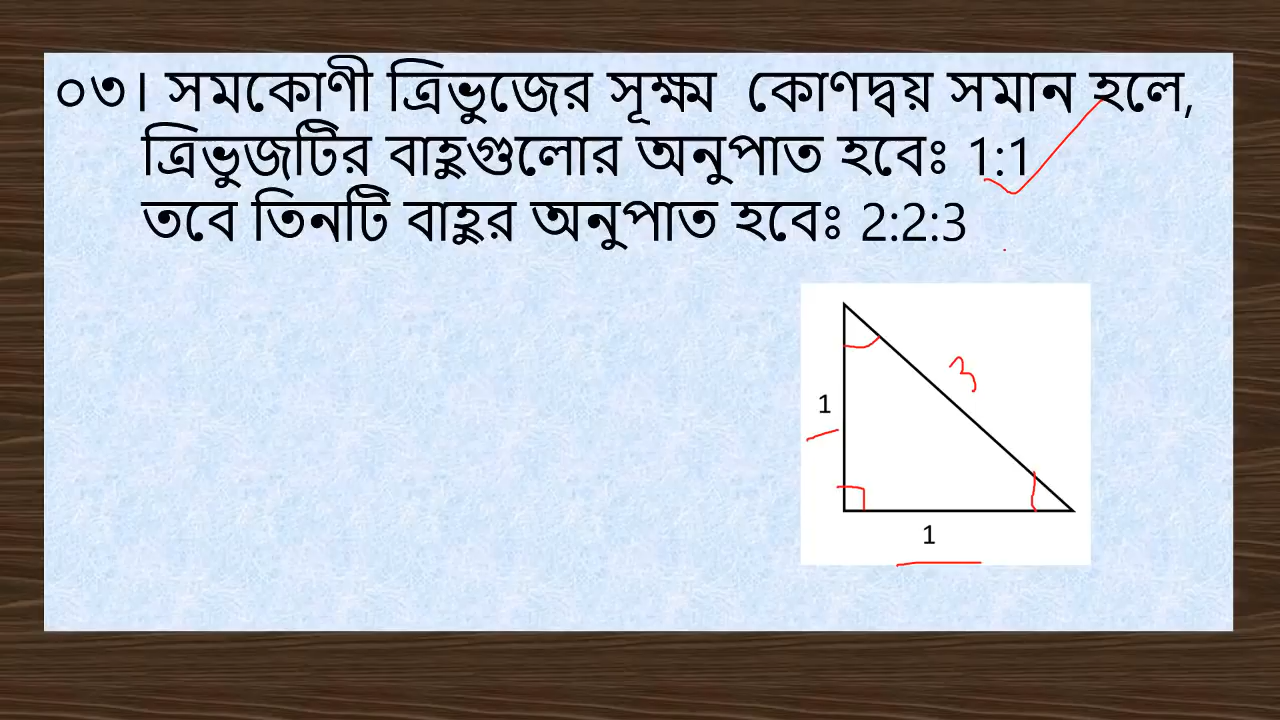 ০৩। সমকোণী ত্রিভুজের সূক্ষ্ম কোণদ্বয় সমান হলে,
ত্রিভুজটির বাহুগুলোর অনুপাত হবেঃ 1:1
তবে তিনটি বাহুর অনুপাত হবেঃ 2:2:3
3
1
1